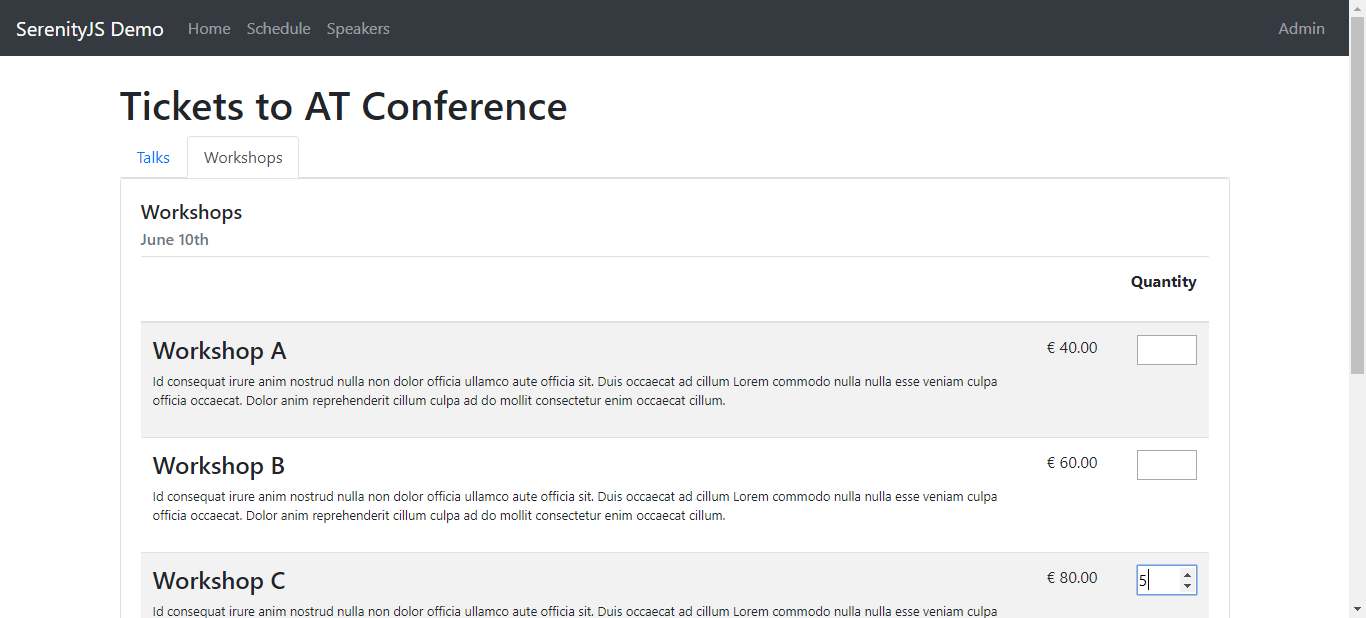 SerenityJS Demo Home Schedule Speakers Admin
Tickets to AT Conference
Talks Workshops
Workshops
June 10th
Quantity
Workshop A € 40.00
Id consequat irure anim nostrud nulla non dolor officia ullamco aute officia sit. Duis occaecat ad cillum Lorem commodo nulla nulla esse veniam culpa
officia occaecat. Dolor anim reprehenderit cillum culpa ad do mollit consectetur enim occaecat cillum.
Workshop B € 60.00
Id consequat irure anim nostrud nulla non dolor officia ullamco aute officia sit. Duis occaecat ad cillum Lorem commodo nulla nulla esse veniam culpa
officia occaecat. Dolor anim reprehenderit cillum culpa ad do mollit consectetur enim occaecat cillum.
Workshop C € 80.00 5
Id consequat irure anim nostrud nulla non dolor officia ullamco aute officia sit. Duis occaecat ad cillum Lorem commodo nulla nulla esse veniam culpa